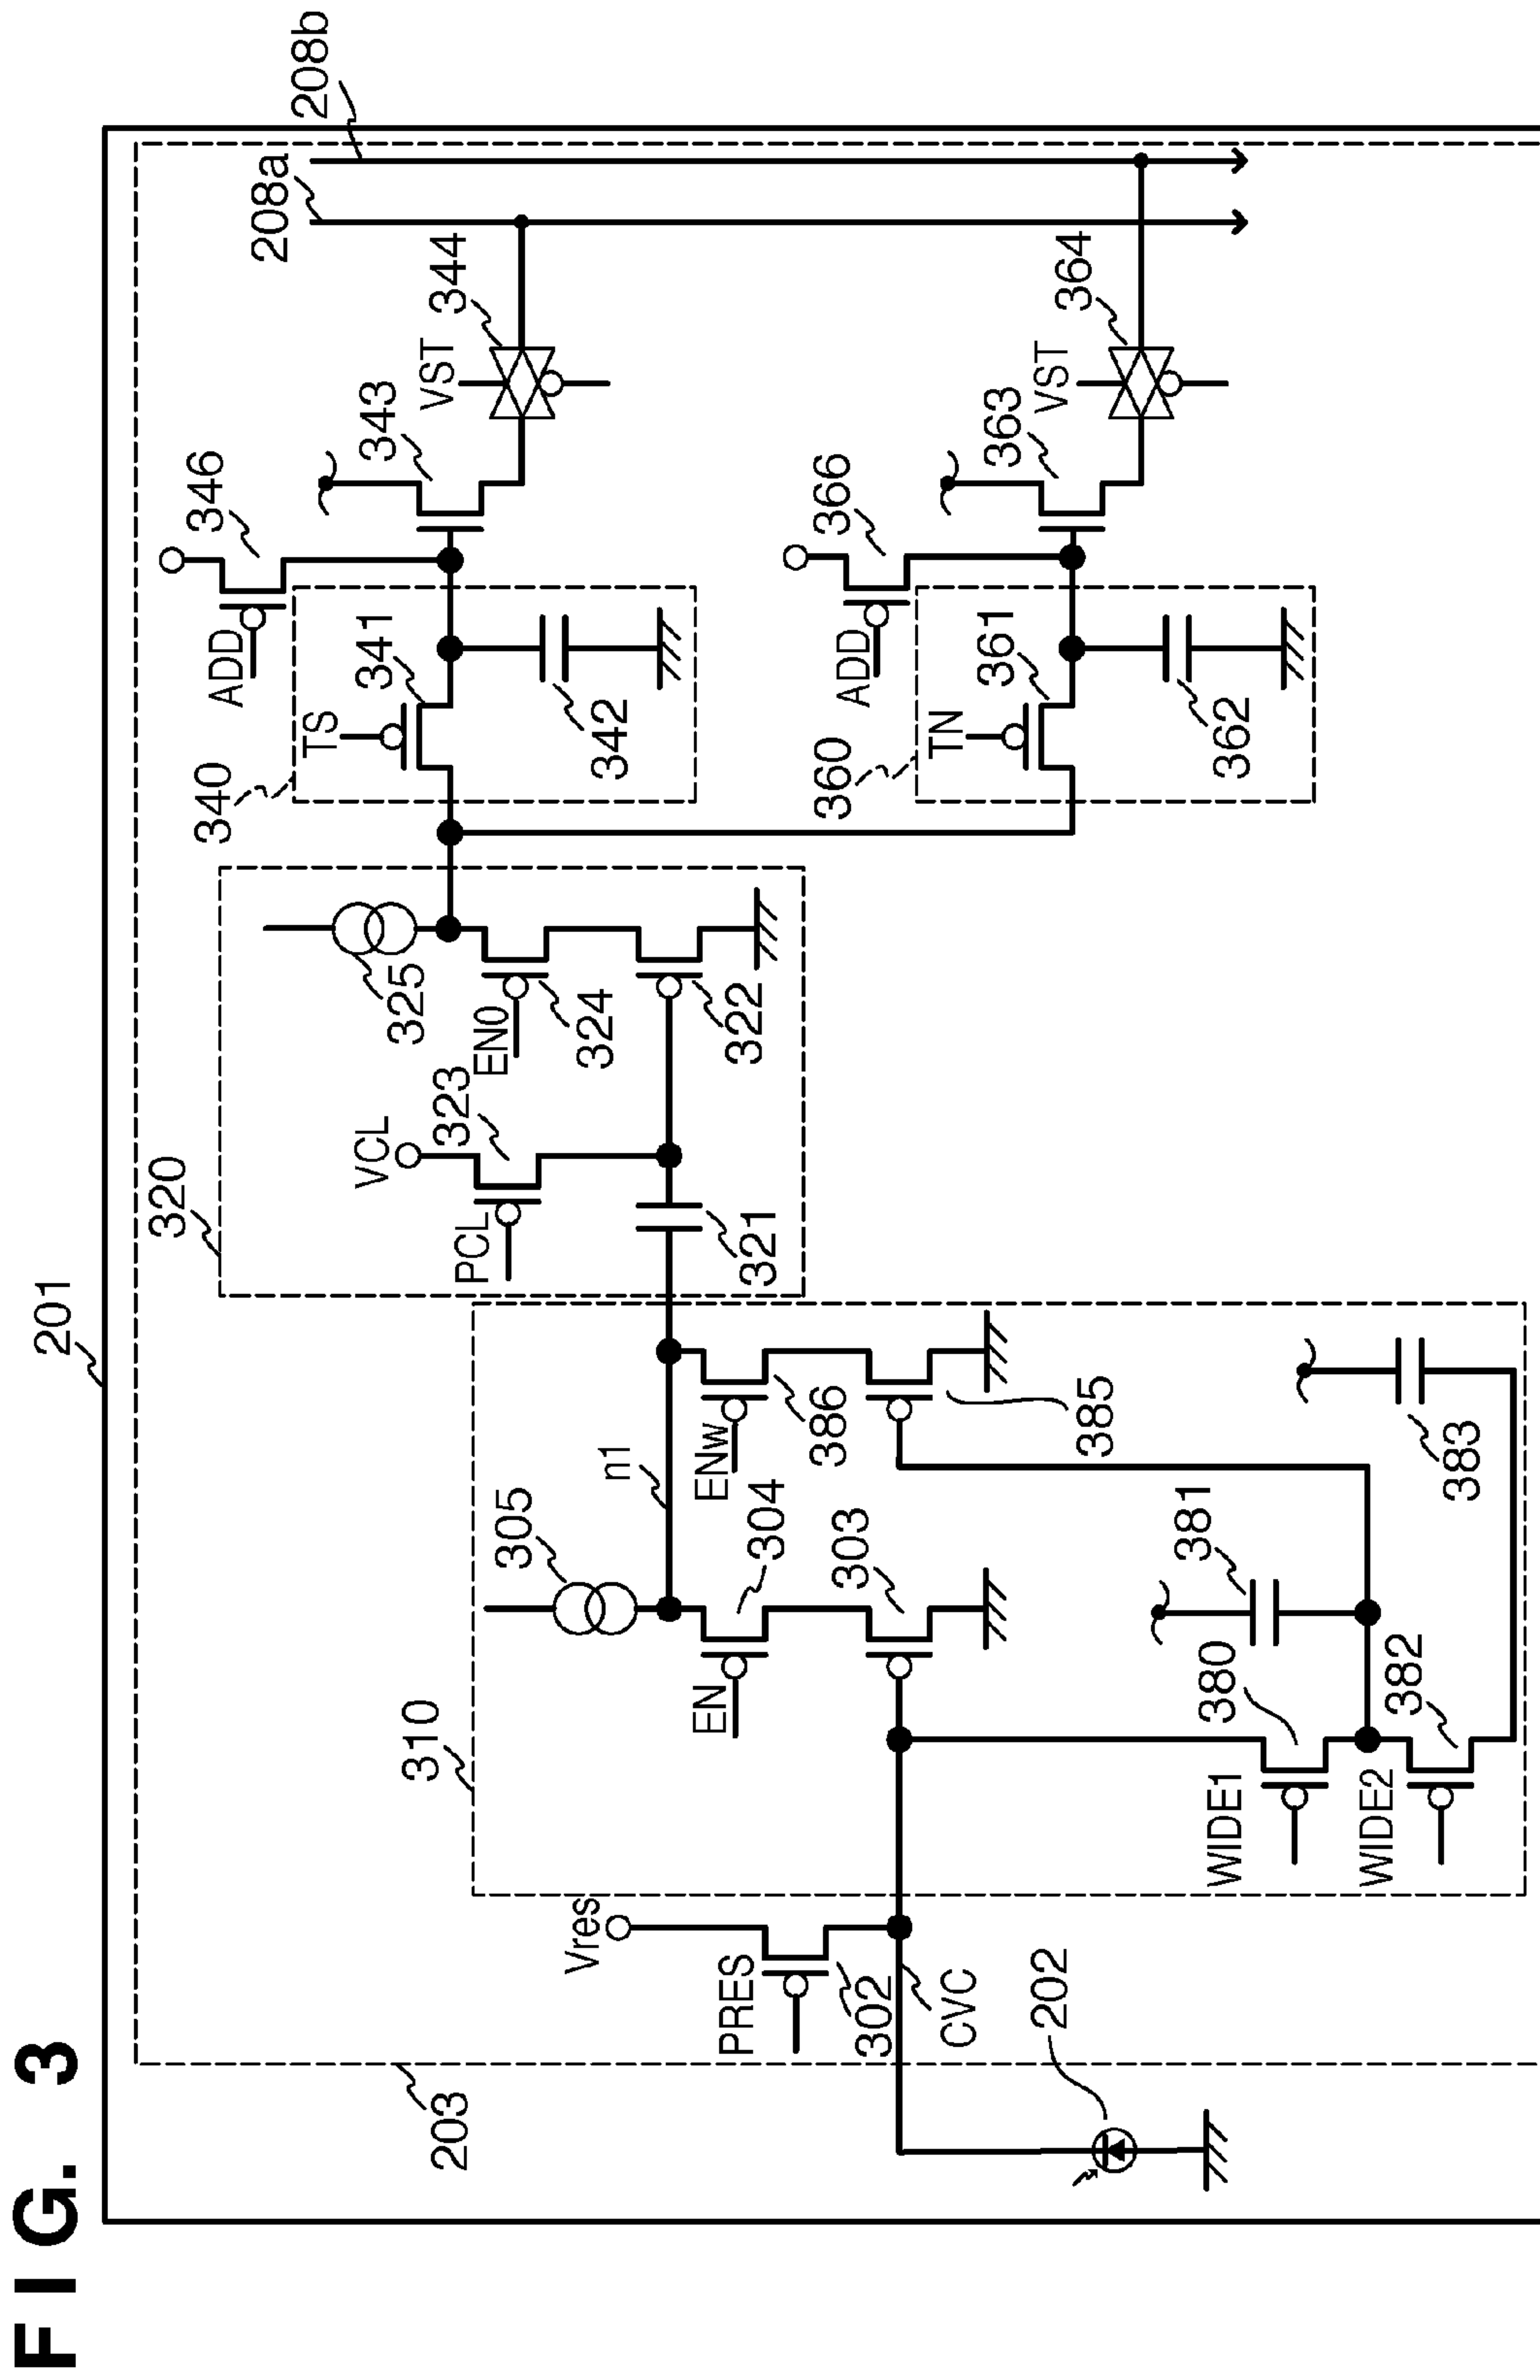 FIG. 3
201
203
202
Vres
PRES
302
CVC
310
305
n1
EN
304
303
ENw
386
385
WIDE1
380
381
WIDE2
382
383
320
VCL
PCL
323
321
325
EN0
324
322
340
TS
341
342
ADD
346
343
VST
344
208a
208b
360
TN
361
362
ADD
366
363
VST
364